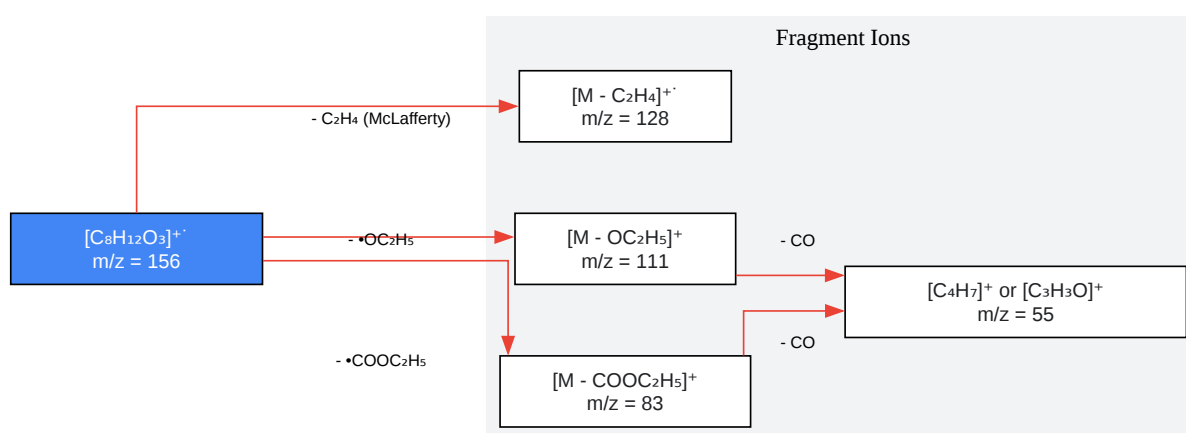 Fragment Ions
[M - C₂H₄]⁺˙
m/z = 128
- C₂H₄ (McLafferty)
[C₈H₁₂O₃]⁺˙
m/z = 156
- •OC₂H₅
[M - OC₂H₅]⁺
m/z = 111
- CO
[C₄H₇]⁺ or [C₃H₃O]⁺
m/z = 55
- CO
- •COOC₂H₅
[M - COOC₂H₅]⁺
m/z = 83